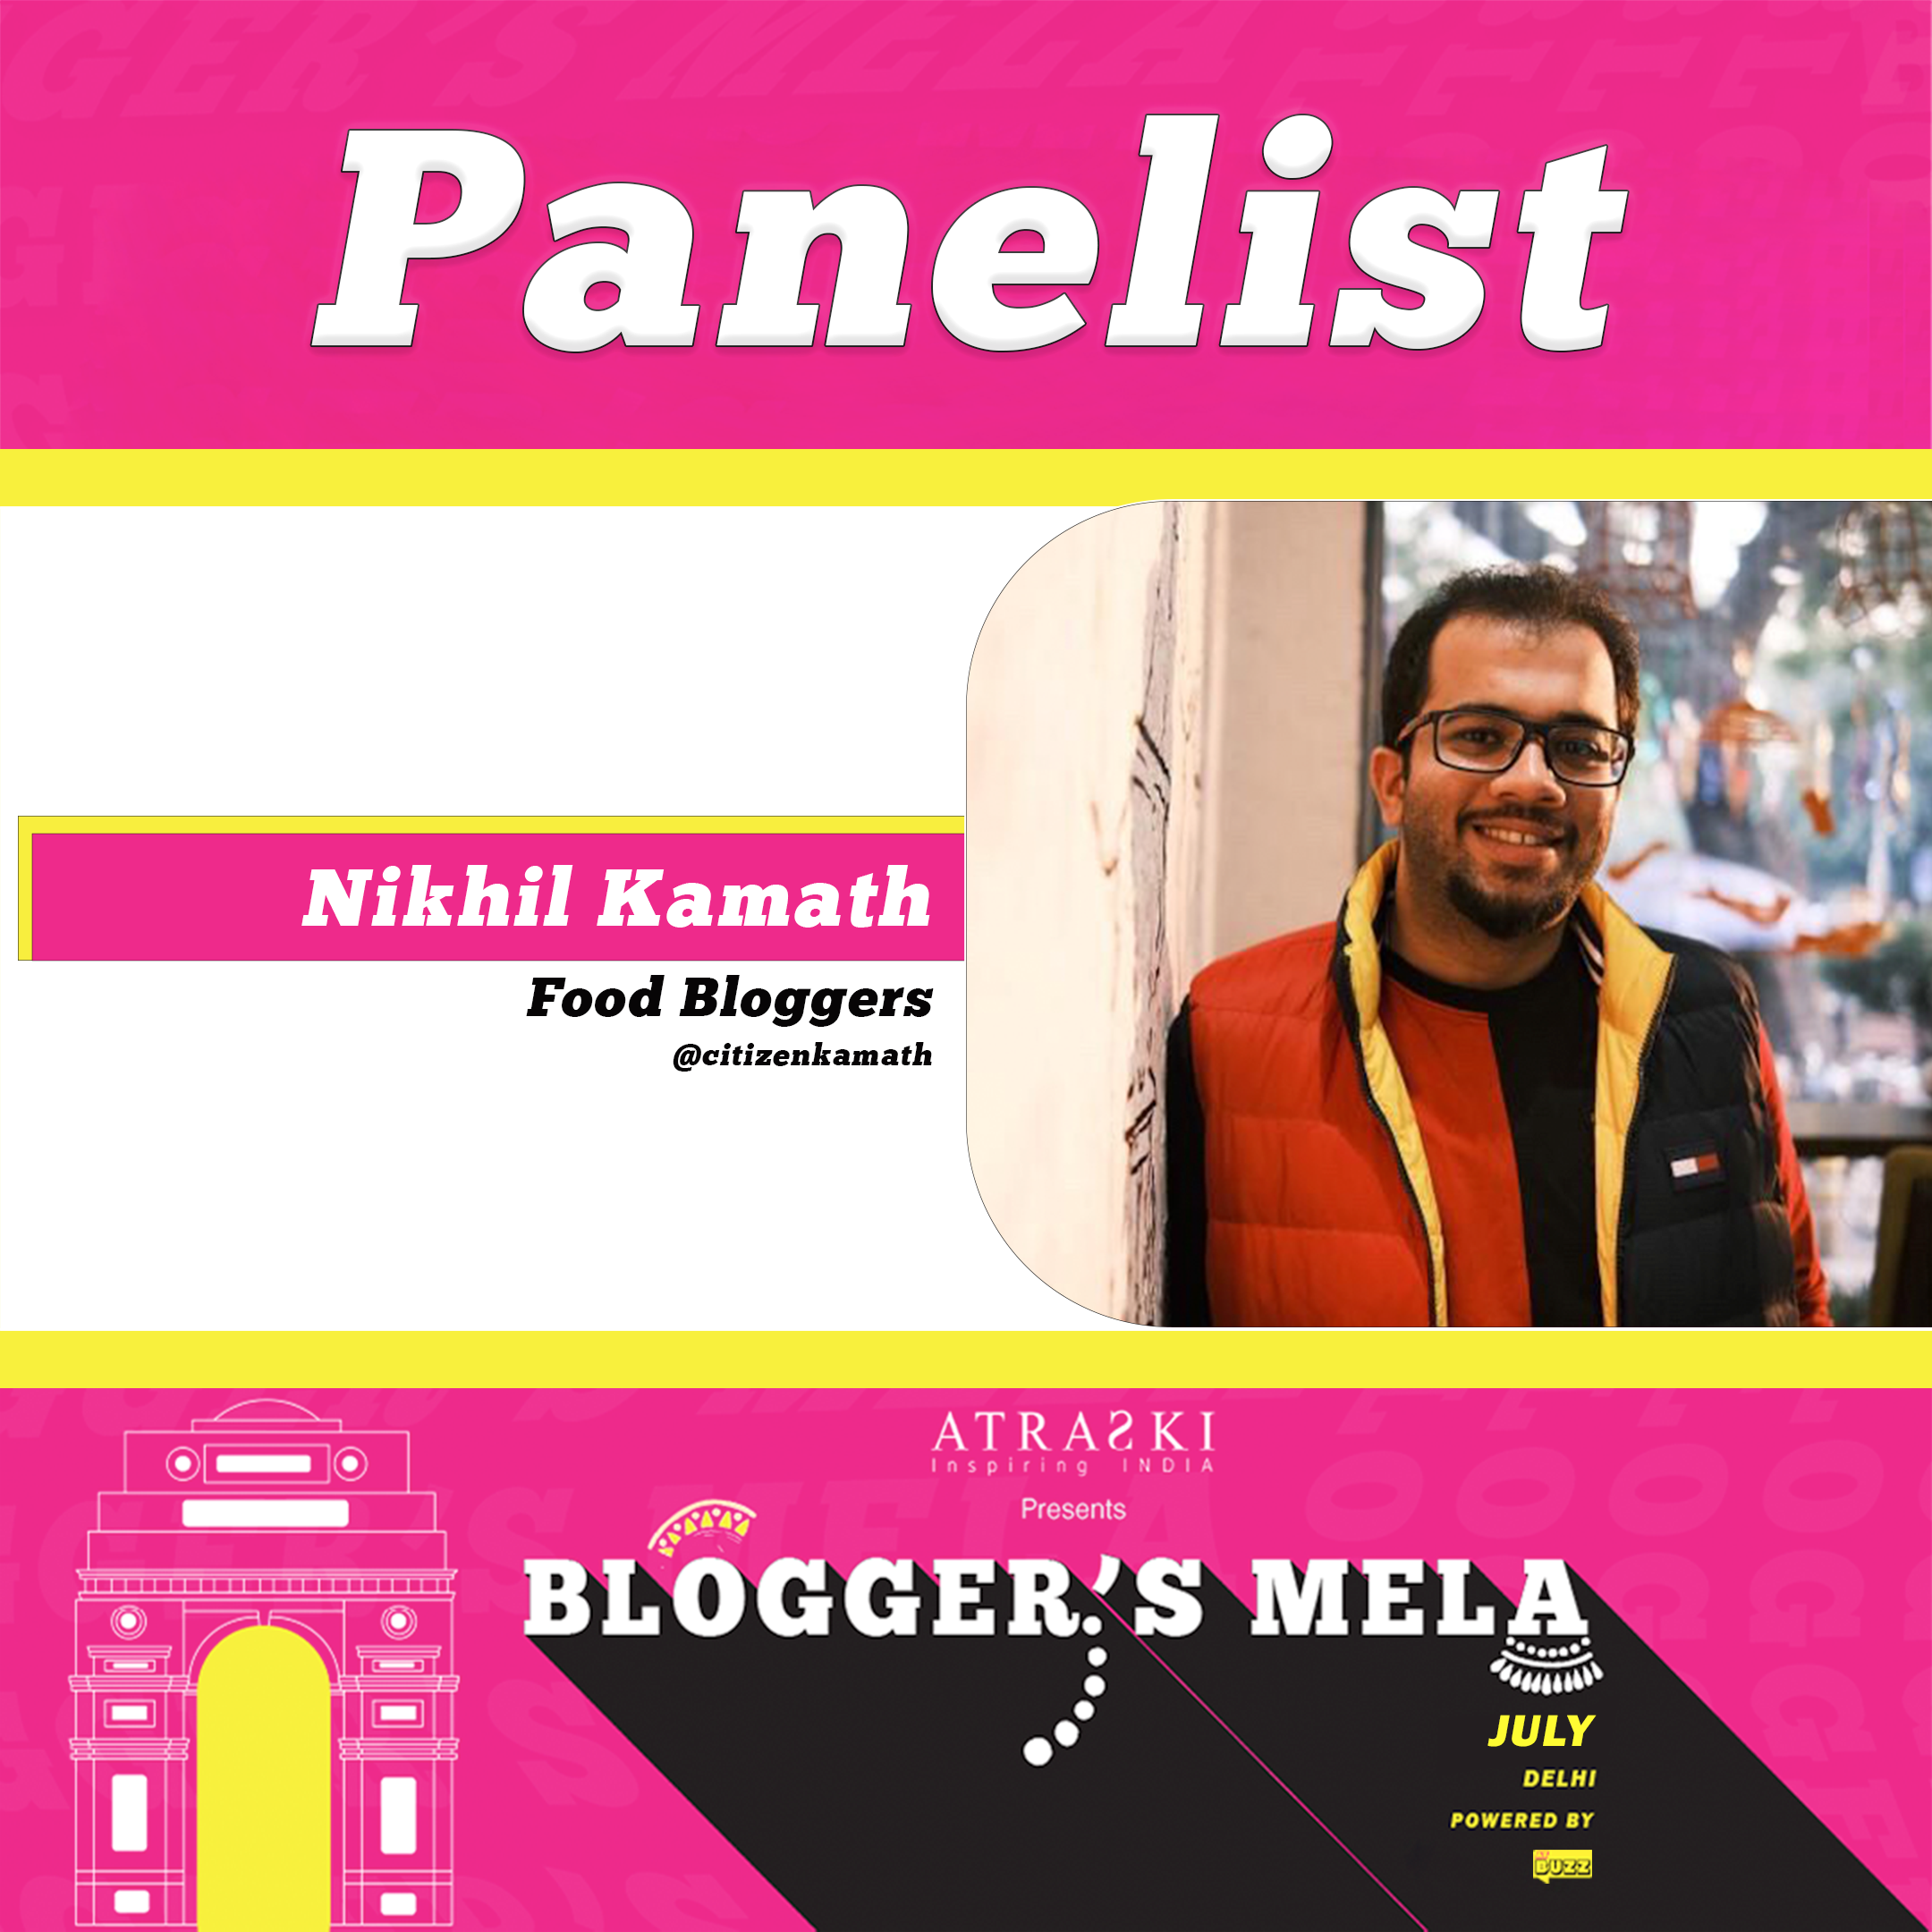 Panelist
Nikhil Kamath
Food Bloggers
@citizenkamath
ATRASKI
Inspiring INDIA
Presents
BLOGGER'S MELA
JULY
DELHI
POWERED BY
BUZZ